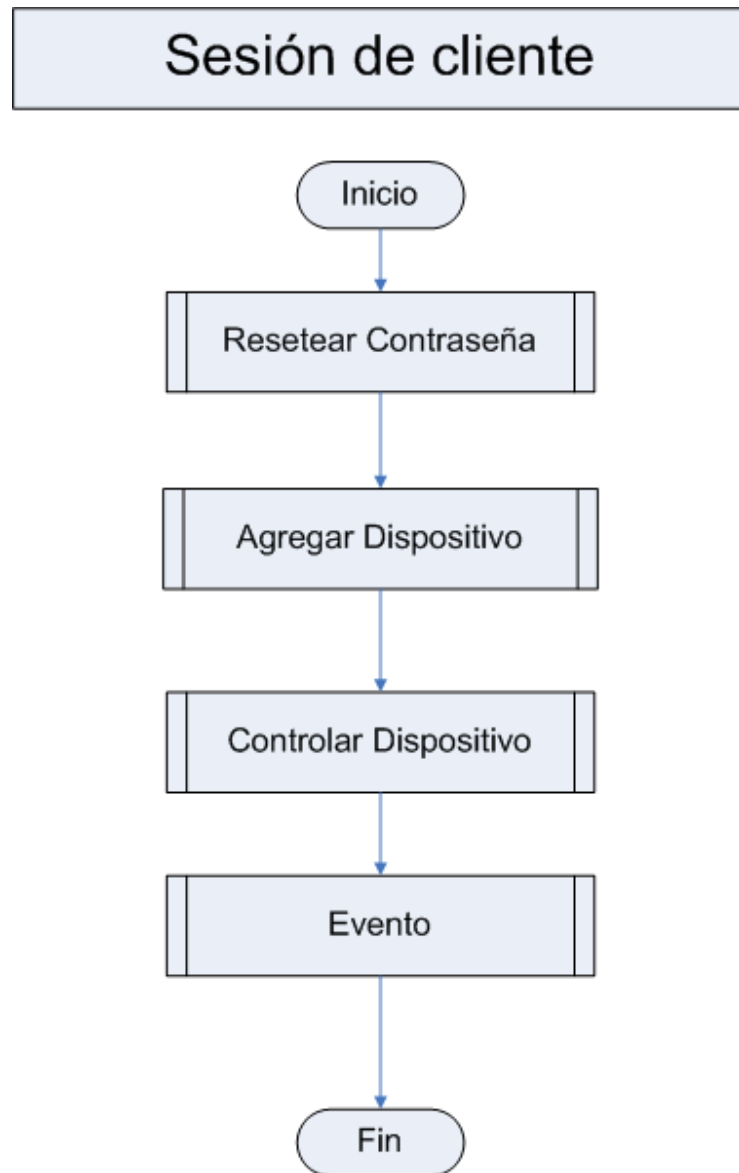 Sesión de cliente
Inicio
Resetear Contraseña
Agregar Dispositivo
Controlar Dispositivo
Evento
Fin